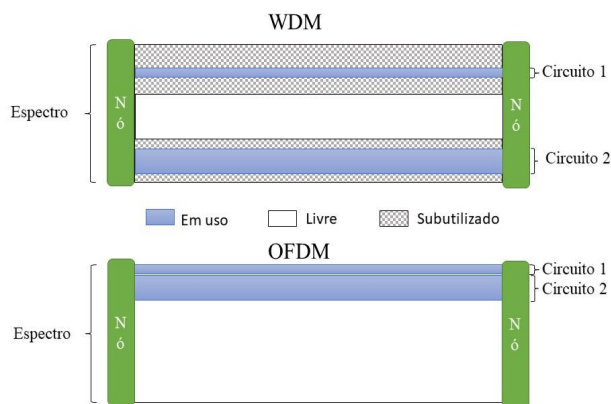 WDM
Espectro
N
ó
N
ó
Circuito 1
Circuito 2
Em uso
Livre
Subutilizado
OFDM
Espectro
N
ó
N
ó
Circuito 1
Circuito 2